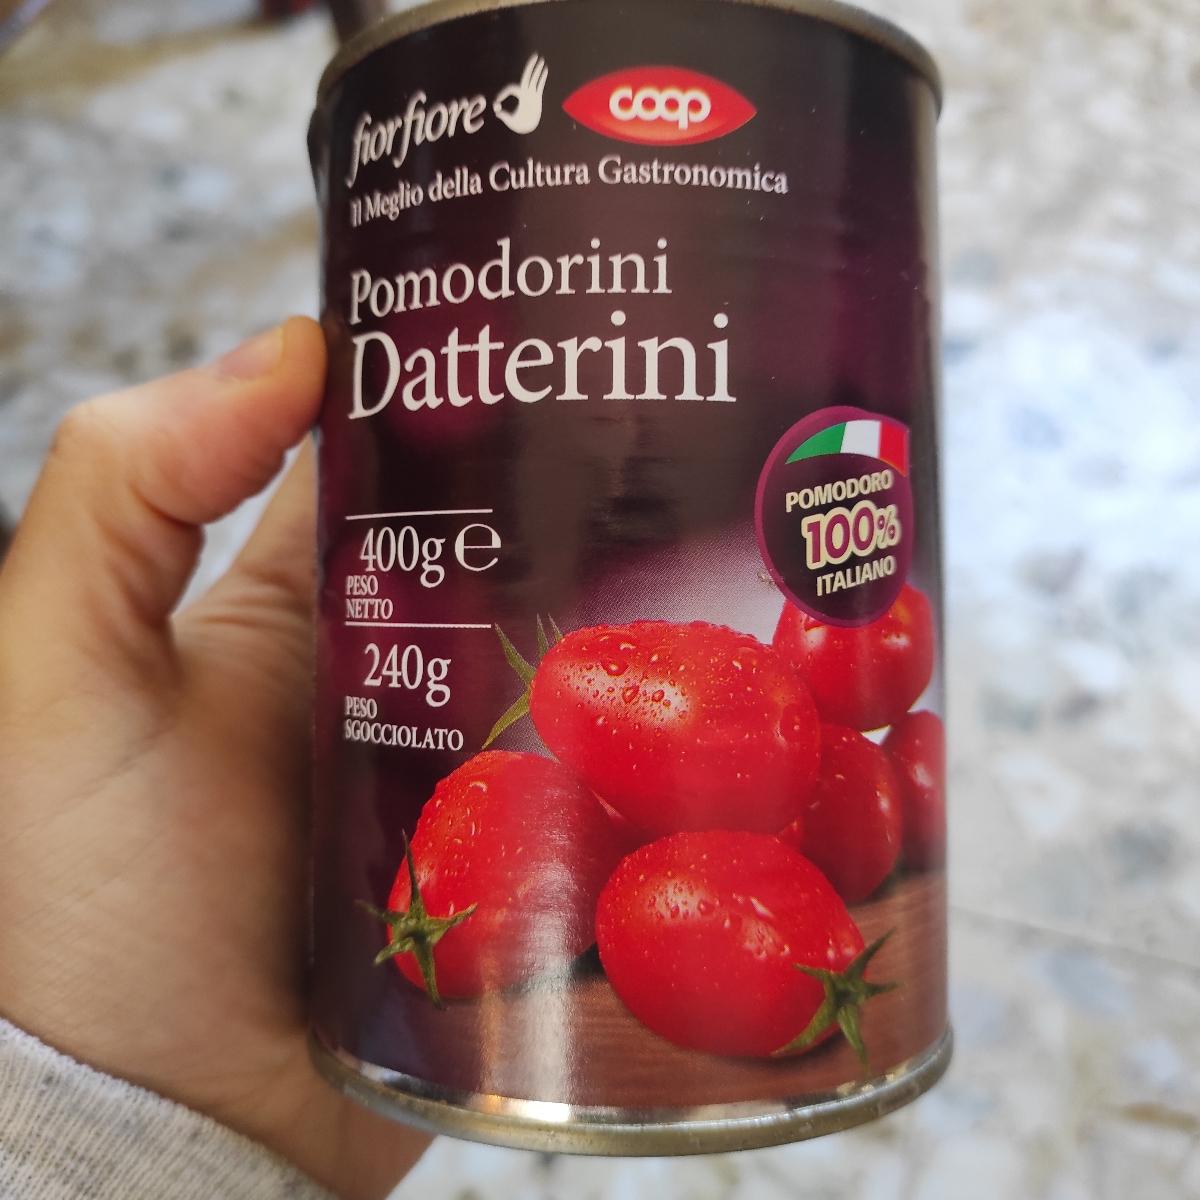 fiorfiore coop
Il Meglio della Cultura Gastronomica
Pomodorini
Datterini
POMODORO
100%
ITALIANO
400g e
PESO
NETTO
240g
PESO
SGOCCIOLATO